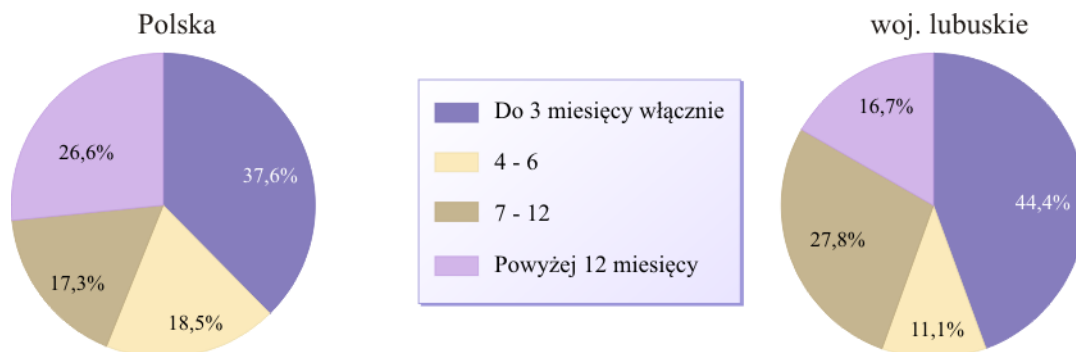 Polska
26,6%
37,6%
17,3%
18,5%
Do 3 miesięcy włącznie
4 - 6
7 - 12
Powyżej 12 miesięcy
woj. lubuskie
16,7%
44,4%
27,8%
11,1%